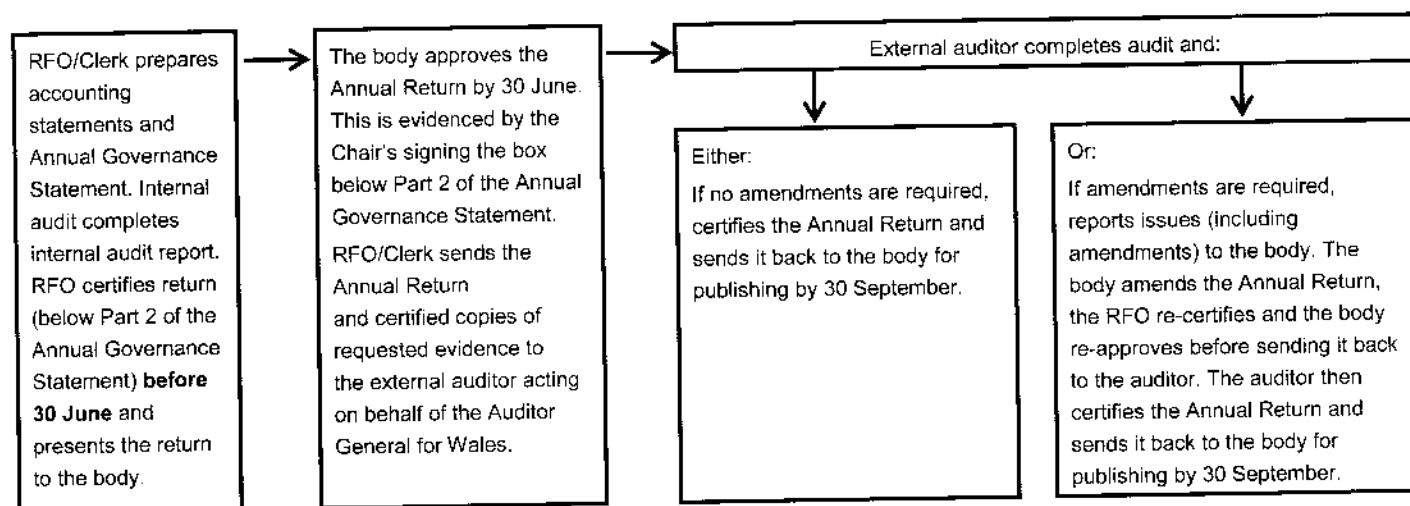 RFO/Clerk prepares
accounting
statements and
Annual Governance
Statement. Internal
audit completes
internal audit report.
RFO certifies return
(below Part 2 of the
Annual Governance
Statement) before
30 June and
presents the return
to the body.
The body approves the
Annual Return by 30 June.
This is evidenced by the
Chair's signing the box
below Part 2 of the Annual
Governance Statement.
RFO/Clerk sends the
Annual Return
and certified copies of
requested evidence to
the external auditor acting
on behalf of the Auditor
General for Wales.
External auditor completes audit and:
Either:
If no amendments are required,
certifies the Annual Return and
sends it back to the body for
publishing by 30 September.
Or:
If amendments are required,
reports issues (including
amendments) to the body. The
body amends the Annual Return,
the RFO re-certifies and the body
re-approves before sending it back
to the auditor. The auditor then
certifies the Annual Return and
sends it back to the body for
publishing by 30 September.